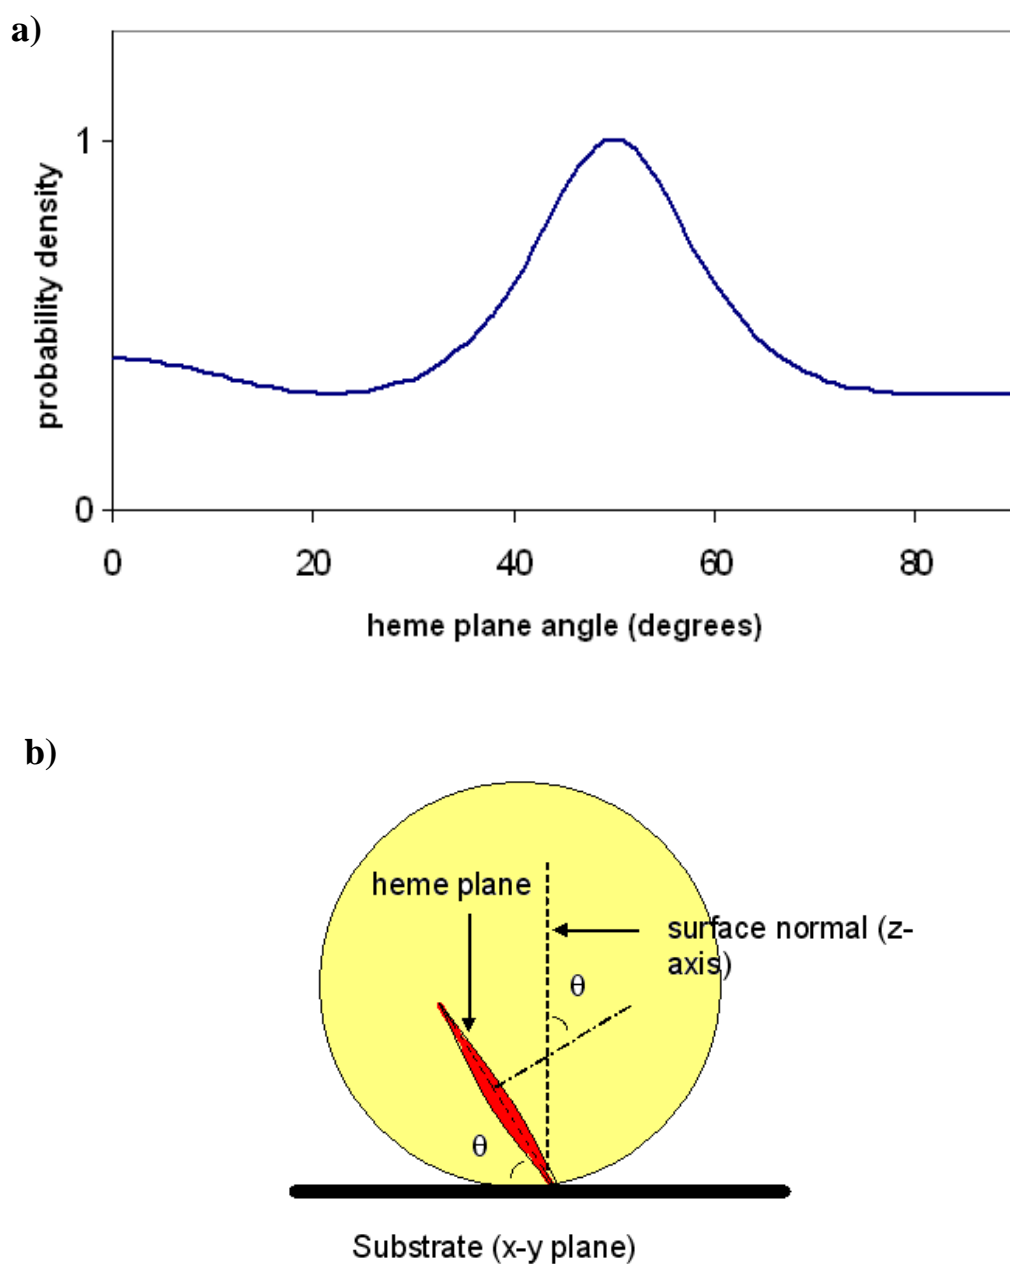 a)
1
probability density
0
0 20 40 60 80
heme plane angle (degrees)
b)
heme plane
surface normal (z-
axis)
θ
θ
Substrate (x-y plane)